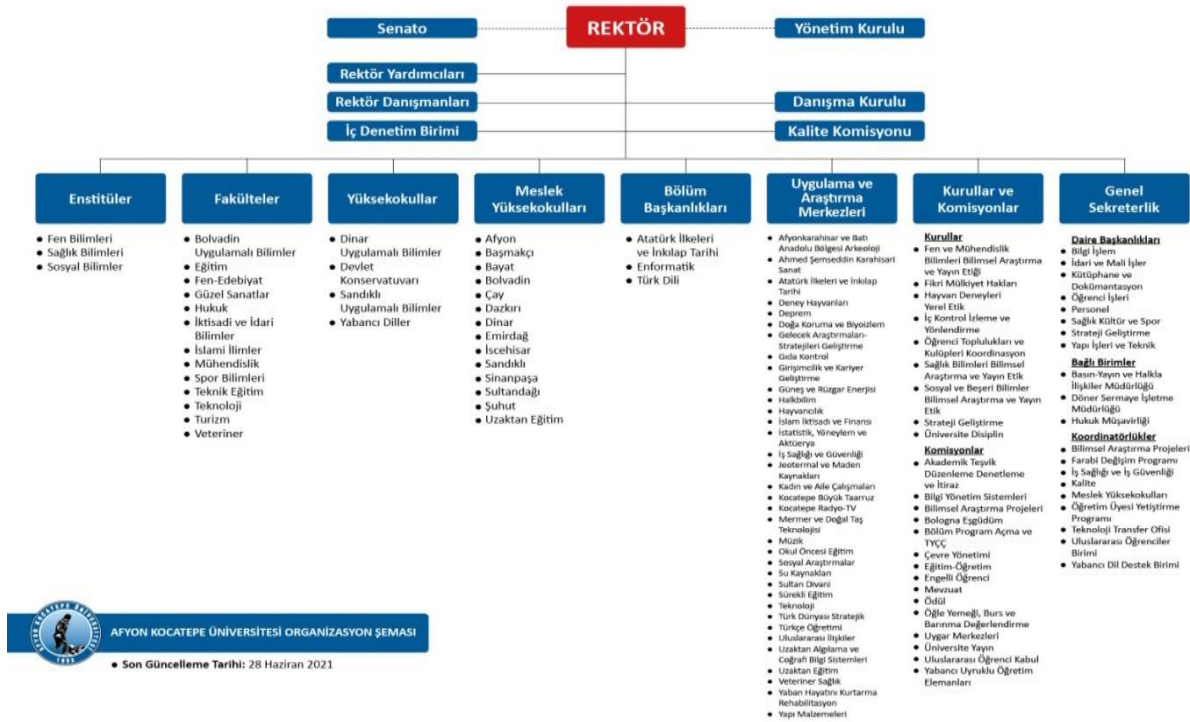 Senato
REKTÖR
Yönetim Kurulu
Rektör Yardımcıları
Rektör Danışmanları
Danışma Kurulu
İç Denetim Birimi
Kalite Komisyonu
Enstitüler
• Fen Bilimleri
• Sağlık Bilimleri
• Sosyal Bilimler
Fakülteler
• Bolvadin
Uygulamalı Bilimler
• Eğitim
• Fen-Edebiyat
• Güzel Sanatlar
• Hukuk
• İktisadi ve İdari
Bilimler
• İslami İlimler
• Mühendislik
• Spor Bilimleri
• Teknik Eğitim
• Teknoloji
• Turizm
• Veteriner
Yüksekokullar
• Dinar
Uygulamalı Bilimler
• Devlet
Konservatuvarı
• Sandıklı
Uygulamalı Bilimler
• Yabancı Diller
Meslek
Yüksekokulları
• Afyon
• Başmakçı
• Bayat
• Bolvadin
• Çay
• Dazkırı
• Dinar
• Emirdağ
• İscehisar
• Sandıklı
• Sinanpaşa
• Sultandağı
• Şuhut
• Uzaktan Eğitim
Bölüm
Başkanlıkları
• Atatürk İlkeleri
ve İnkılap Tarihi
• Enformatik
• Türk Dili
Uygulama ve
Araştırma
Merkezleri
• Afyonkarahisar ve Batı
Anadolu Bölgesi Arkeoloji
• Ahmed Şemseddin Karahisari
Sanat
• Atatürk İlkeleri ve İnkılap
Tarihi
• Deney Hayvanları
• Deprem
• Doğa Koruma ve Biyoizlem
• Gelecek Araştırmaları-
Stratejileri Geliştirme
• Gıda Kontrol
• Girişimcilik ve Kariyer
Geliştirme
• Güneş ve Rüzgar Enerjisi
• Halkbilim
• Hayvancılık
• İslam İktisadı ve Finansı
• İstatistik, Yöneylem ve
Aktüerya
• İş Sağlığı ve Güvenliği
• Jeotermal ve Maden
Kaynakları
• Kadın ve Aile Çalışmaları
• Kocatepe Büyük Taarruz
• Kocatepe Radyo-TV
• Mermer ve Doğal Taş
Teknolojisi
• Müzik
• Okul Öncesi Eğitim
• Sosyal Araştırmalar
• Su Kaynakları
• Sultan Divani
• Sürekli Eğitim
• Teknoloji
• Türk Dünyası Stratejik
• Türkçe Öğretimi
• Uluslararası İlişkiler
• Uzaktan Algılama ve
Coğrafi Bilgi Sistemleri
• Uzaktan Eğitim
• Veteriner Sağlık
• Yaban Hayatını Kurtarma
Rehabilitasyon
• Yapı Malzemeleri
Kurullar ve
Komisyonlar
Kurullar
• Fen ve Mühendislik
Bilimleri Bilimsel Araştırma
ve Yayın Etiği
• Fikri Mülkiyet Hakları
• Hayvan Deneyleri
Yerel Etik
• İç Kontrol İzleme ve
Yönlendirme
• Öğrenci Toplulukları ve
Kulüpleri Koordinasyon
• Sağlık Bilimleri Bilimsel
Araştırma ve Yayın Etik
• Sosyal ve Beşeri Bilimler
Bilimsel Araştırma ve Yayın
Etik
• Strateji Geliştirme
• Üniversite Disiplin
Komisyonlar
• Akademik Teşvik
Düzenleme Denetleme
ve İtiraz
• Bilgi Yönetim Sistemleri
• Bilimsel Araştırma Projeleri
• Bologna Eşgüdüm
• Bölüm Program Açma ve
TYÇÇ
• Çevre Yönetimi
• Eğitim-Öğretim
• Engelli Öğrenci
• Mevzuat
• Ödül
• Öğle Yemeği, Burs ve
Barınma Değerlendirme
• Uygar Merkezleri
• Üniversite Yayın
• Uluslararası Öğrenci Kabul
• Yabancı Uyruklu Öğretim
Elemanları
Genel
Sekreterlik
Daire Başkanlıkları
• Bilgi İşlem
• İdari ve Mali İşler
• Kütüphane ve
Dokümantasyon
• Öğrenci İşleri
• Personel
• Sağlık Kültür ve Spor
• Strateji Geliştirme
• Yapı İşleri ve Teknik
Bağlı Birimler
• Basın-Yayın ve Halkla
İlişkiler Müdürlüğü
• Döner Sermaye İşletme
Müdürlüğü
• Hukuk Müşavirliği
Koordinatörlükler
• Bilimsel Araştırma Projeleri
• Farabi Değişim Programı
• İş Sağlığı ve İş Güvenliği
• Kalite
• Meslek Yüksekokulları
• Öğretim Üyesi Yetiştirme
Programı
• Teknoloji Transfer Ofisi
• Uluslararası Öğrenciler
Birimi
• Yabancı Dil Destek Birimi
AFYON KOCATEPE ÜNİVERSİTESİ
1992
AFYON KOCATEPE ÜNİVERSİTESİ ORGANİZASYON ŞEMASI
• Son Güncelleme Tarihi: 28 Haziran 2021